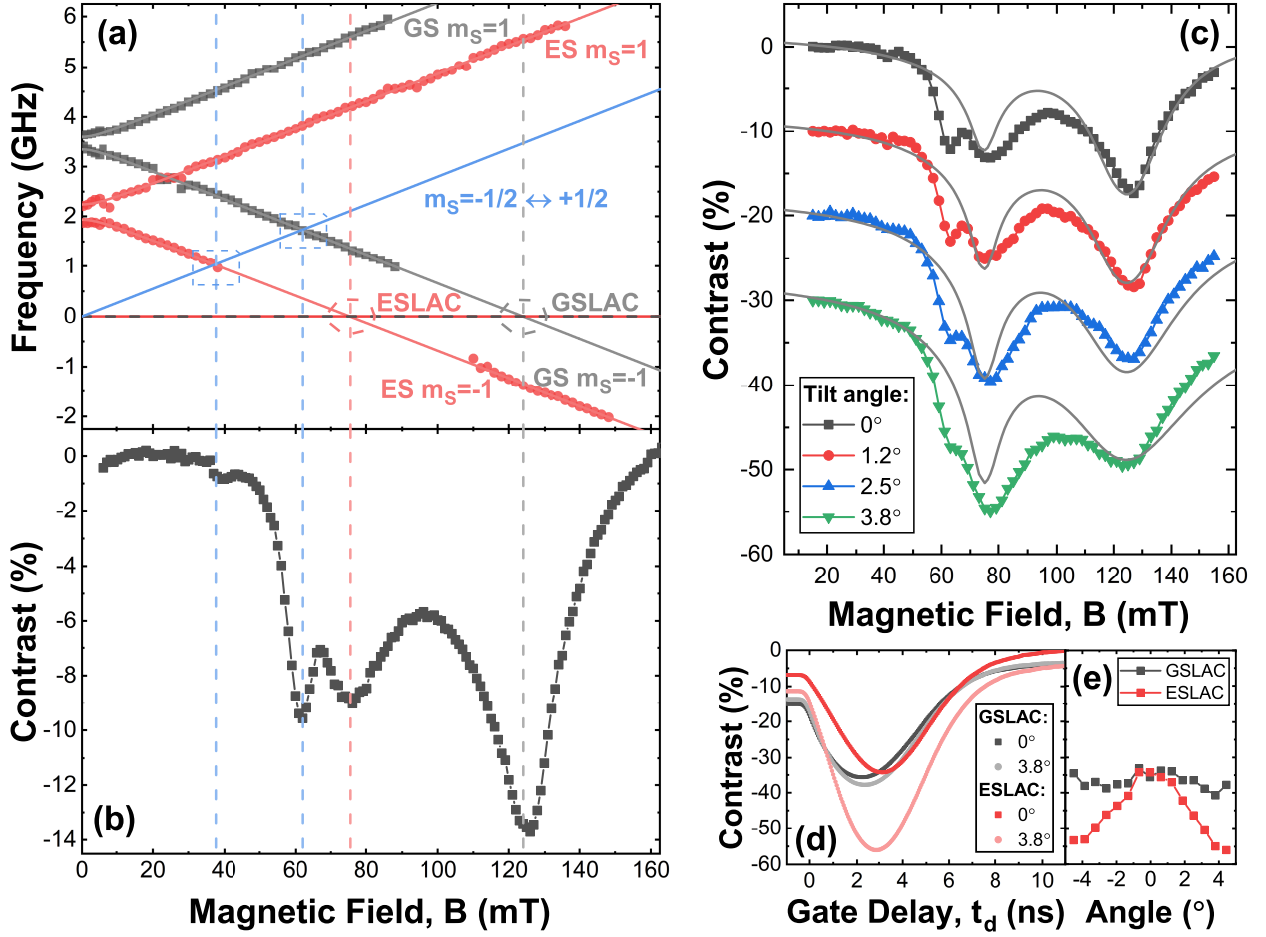 (a)
GS mS=1
ES mS=1
mS=-1/2 ↔ +1/2
ESLAC
GSLAC
ES mS=-1
GS mS=-1
Frequency (GHz)
6
5
4
3
2
1
0
-1
-2
(b)
Contrast (%)
0
-2
-4
-6
-8
-10
-12
-14
0 20 40 60 80 100 120 140 160
Magnetic Field, B (mT)
(c)
Contrast (%)
0
-10
-20
-30
-40
-50
-60
Tilt angle:
0°
1.2°
2.5°
3.8°
20 40 60 80 100 120 140 160
Magnetic Field, B (mT)
(d)
Contrast (%)
0
-10
-20
-30
-40
-50
-60
GSLAC:
0°
3.8°
ESLAC:
0°
3.8°
0 2 4 6 8 10
Gate Delay, td (ns)
(e)
GSLAC
ESLAC
-4 -2 0 2 4
Angle (°)